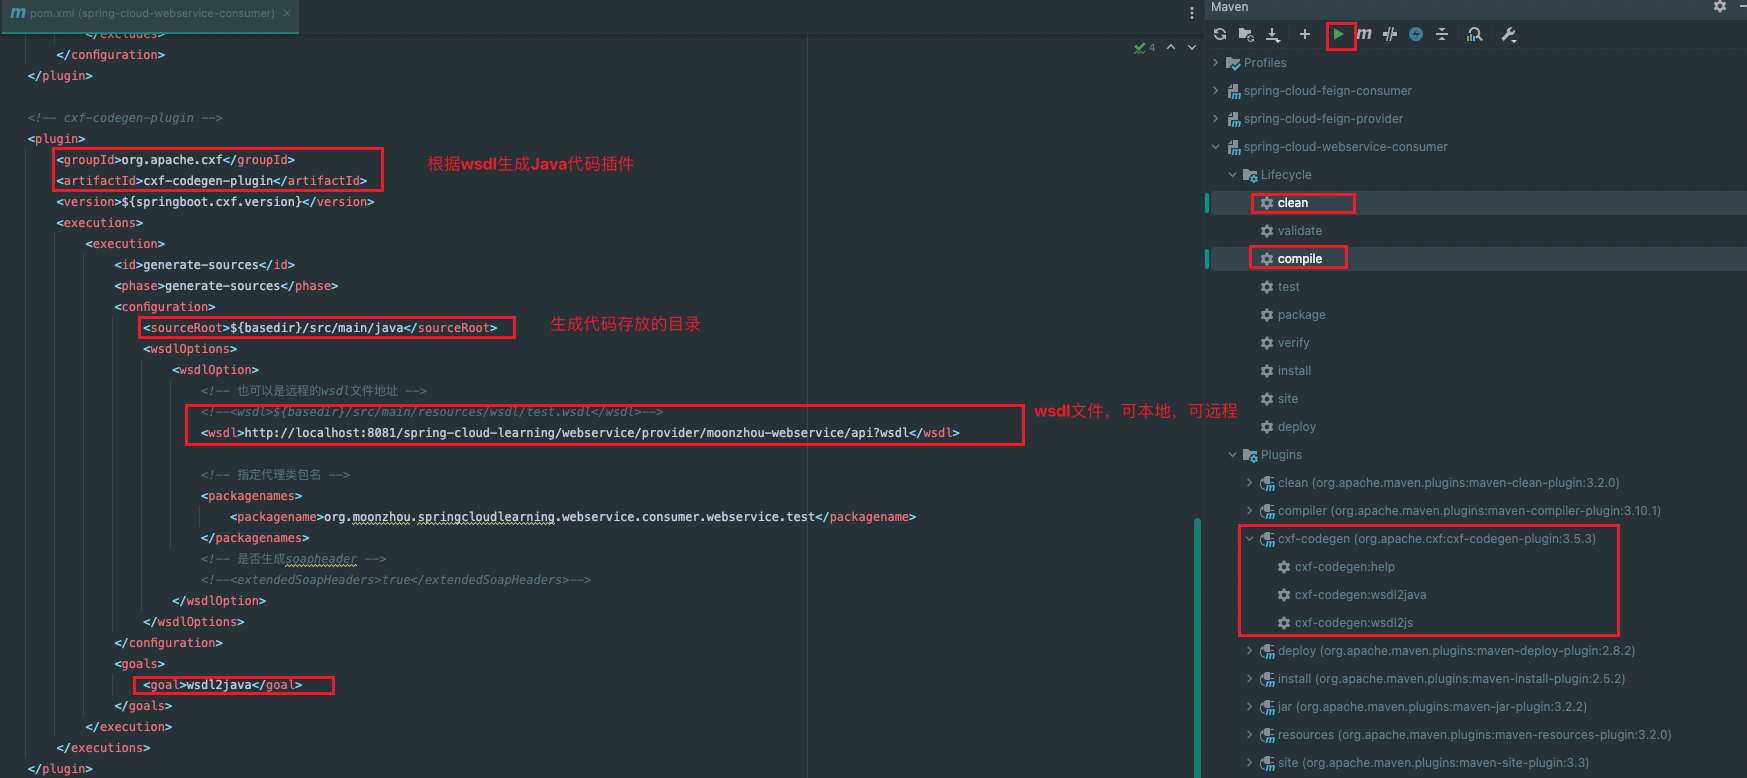 pom.xml (spring-cloud-webservice-consumer)
</excludes>
</configuration>
</plugin>
<!-- cxf-codegen-plugin -->
<plugin>
<groupId>org.apache.cxf</groupId>
<artifactId>cxf-codegen-plugin</artifactId>
根据wsdl生成Java代码插件
<version>${springboot.cxf.version}</version>
<executions>
<execution>
<id>generate-sources</id>
<phase>generate-sources</phase>
<configuration>
<sourceRoot>${basedir}/src/main/java</sourceRoot>
生成代码存放的目录
<wsdlOptions>
<wsdlOption>
<!-- 也可以是远程的wsdl文件地址 -->
<!--<wsdl>${basedir}/src/main/resources/wsdl/test.wsdl</wsdl>-->
wsdl文件，可本地，可远程
<wsdl>http://localhost:8081/spring-cloud-learning/webservice/provider/moonzhou-webservice/api?wsdl</wsdl>
<!-- 指定代理类包名 -->
<packagenames>
<packagename>org.moonzhou.springcloudlearning.webservice.consumer.webservice.test</packagename>
</packagenames>
<!-- 是否生成soapheader -->
<!--<extendedSoapHeaders>true</extendedSoapHeaders>-->
</wsdlOption>
</wsdlOptions>
</configuration>
<goals>
<goal>wsdl2java</goal>
</goals>
</execution>
</executions>
</plugin>
4
Maven
Profiles
spring-cloud-feign-consumer
spring-cloud-feign-provider
spring-cloud-webservice-consumer
Lifecycle
clean
validate
compile
test
package
verify
install
site
deploy
Plugins
clean (org.apache.maven.plugins:maven-clean-plugin:3.2.0)
compiler (org.apache.maven.plugins:maven-compiler-plugin:3.10.1)
cxf-codegen (org.apache.cxf:cxf-codegen-plugin:3.5.3)
cxf-codegen:help
cxf-codegen:wsdl2java
cxf-codegen:wsdl2js
deploy (org.apache.maven.plugins:maven-deploy-plugin:2.8.2)
install (org.apache.maven.plugins:maven-install-plugin:2.5.2)
jar (org.apache.maven.plugins:maven-jar-plugin:3.2.2)
resources (org.apache.maven.plugins:maven-resources-plugin:3.2.0)
site (org.apache.maven.plugins:maven-site-plugin:3.3)